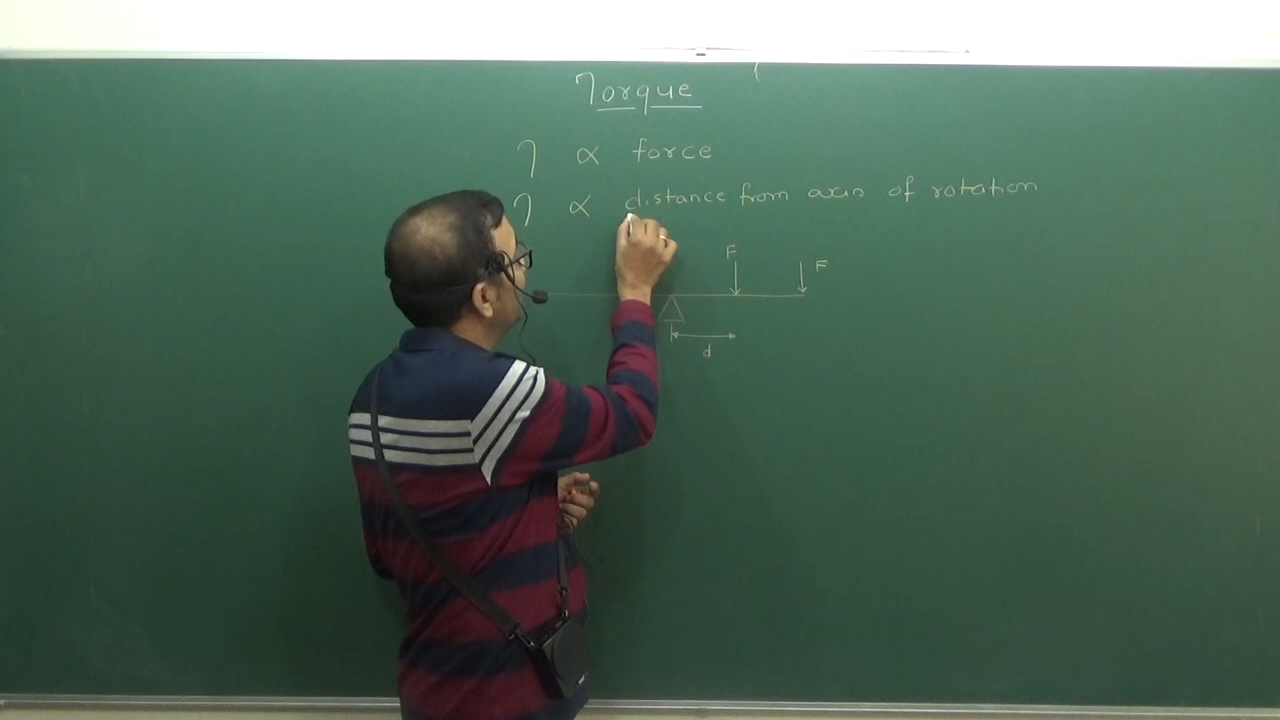 Torque
τ ∝ force
τ ∝ distance from axis of rotation
F F
d